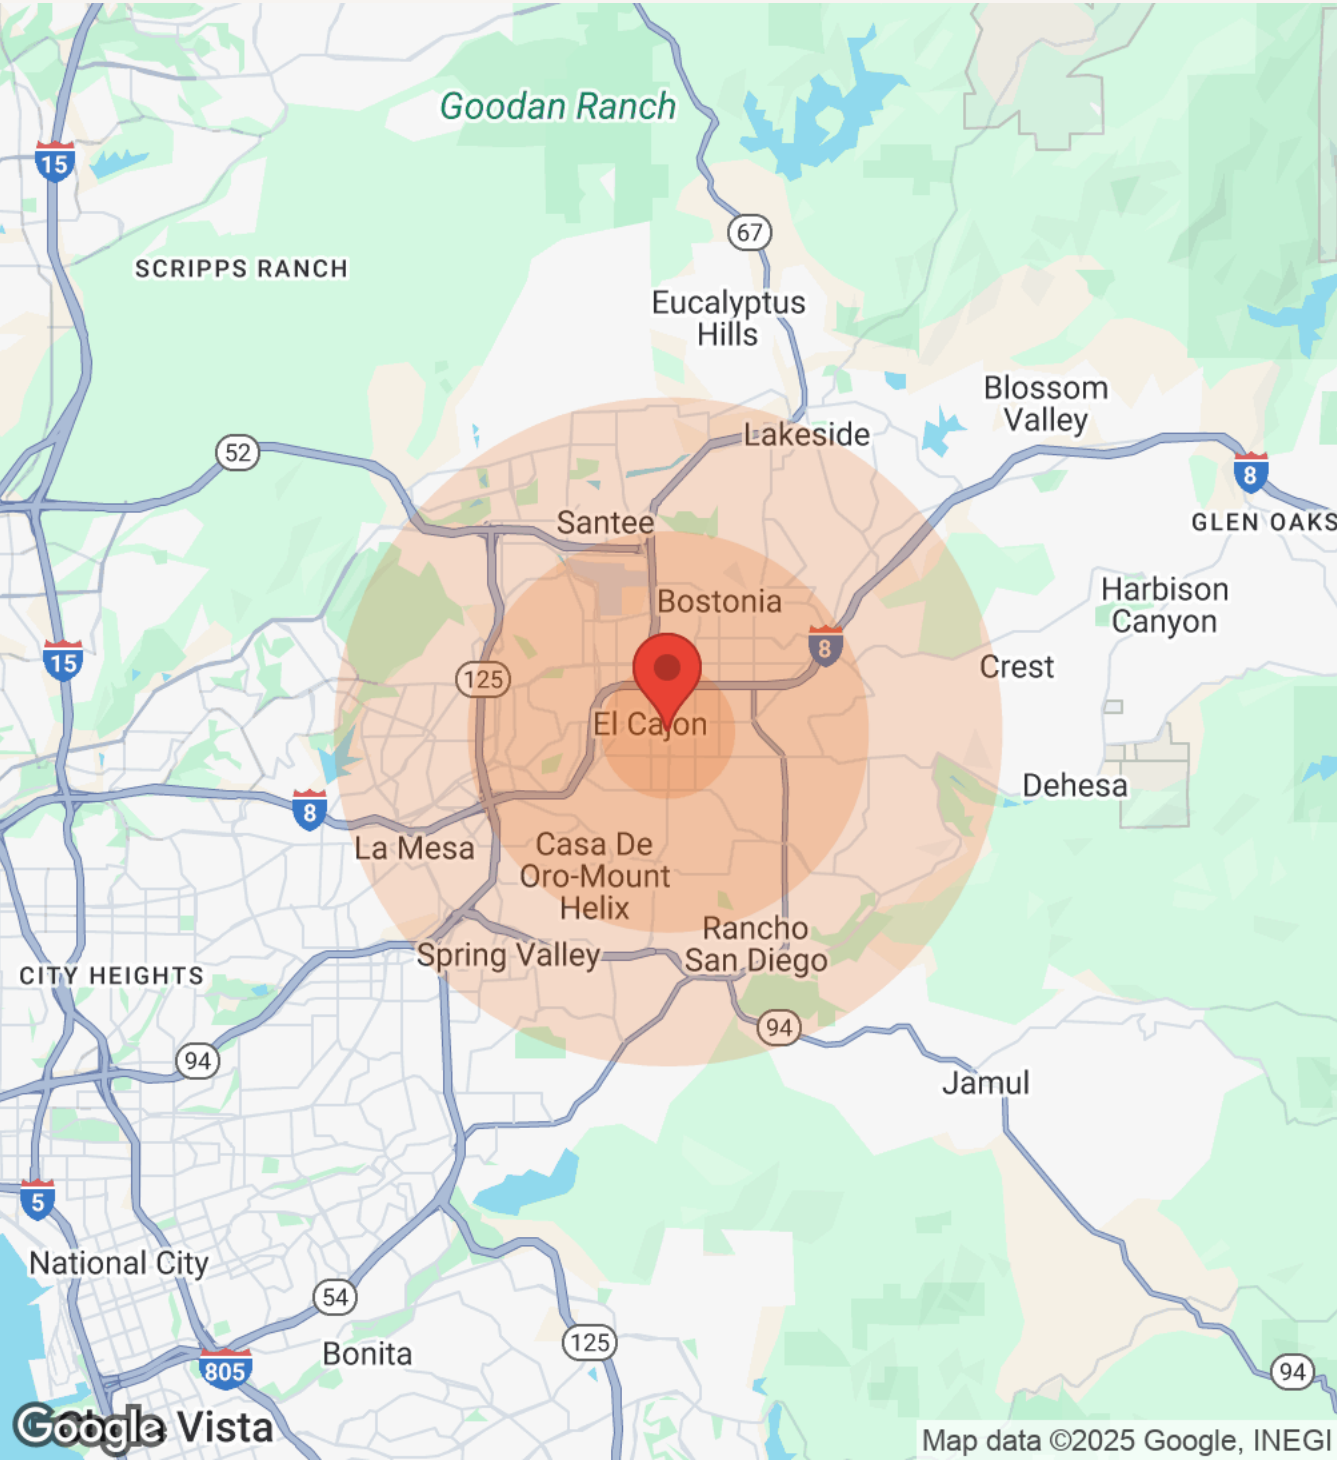 Goodan Ranch
15
67
SCRIPPS RANCH
Eucalyptus
Hills
Blossom
Valley
Lakeside
52
8
GLEN OAKS
Santee
Harbison
Canyon
Bostonia
8
15
Crest
125
El Cajon
Dehesa
8
La Mesa
Casa De
Oro-Mount
Helix
Rancho
San Diego
Spring Valley
CITY HEIGHTS
94
94
Jamul
5
National City
54
125
Bonita
805
94
Google
Vista
Map data ©2025 Google, INEGI